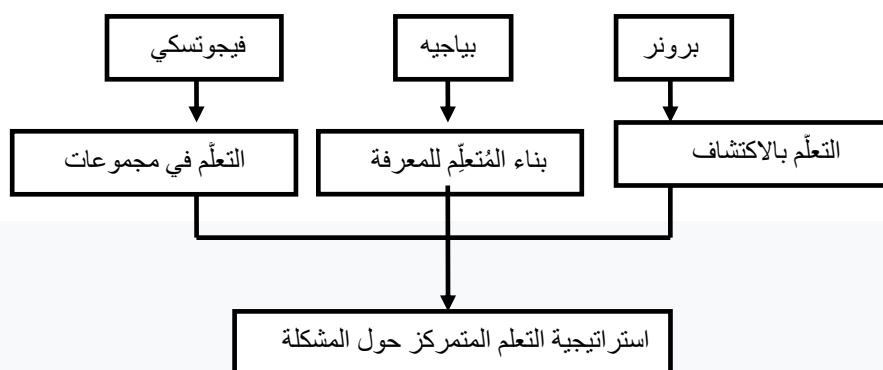 برونر
بياجيه
فيجوتسكي
التعلّم بالاكتشاف
بناء المُتعلِّم للمعرفة
التعلَّم في مجموعات
استراتيجية التعلم المتمركز حول المشكلة